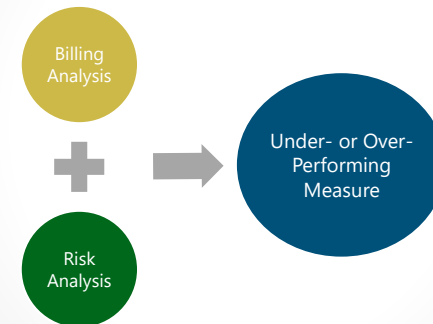 Billing
Analysis
Under- or Over-
Performing
Measure
Risk
Analysis